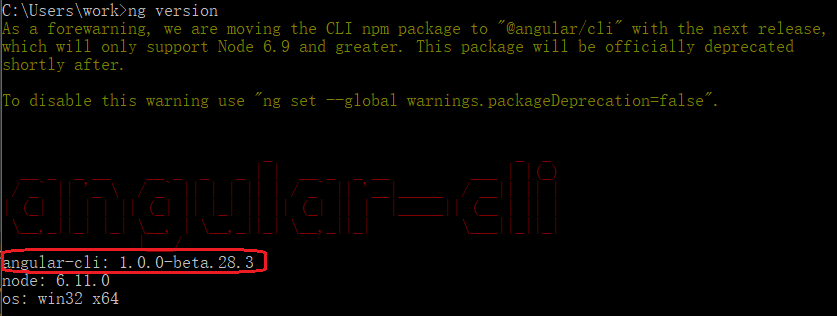 C:\Users\work>ng version
As a forewarning, we are moving the CLI npm package to "@angular/cli" with the next release,
which will only support Node 6.9 and greater. This package will be officially deprecated
shortly after.
To disable this warning use "ng set --global warnings.packageDeprecation=false".
angular-cli
angular-cli: 1.0.0-beta.28.3
node: 6.11.0
os: win32 x64